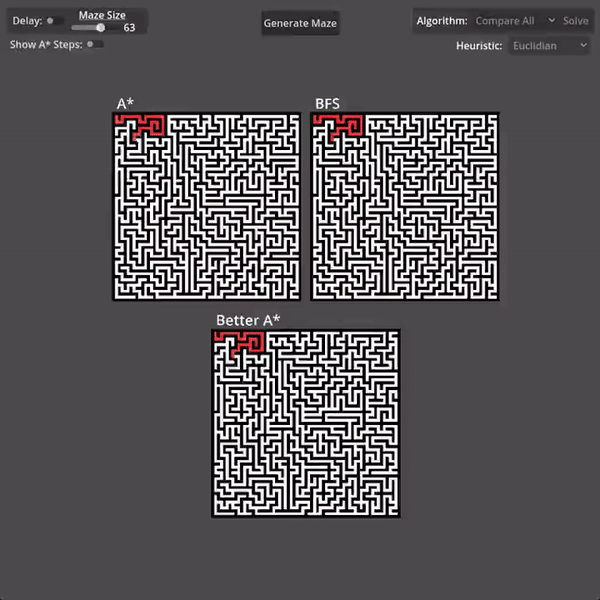 Delay:
Maze Size
63
Generate Maze
Algorithm: Compare All Solve
Show A* Steps:
Heuristic: Euclidian
A*
BFS
Better A*